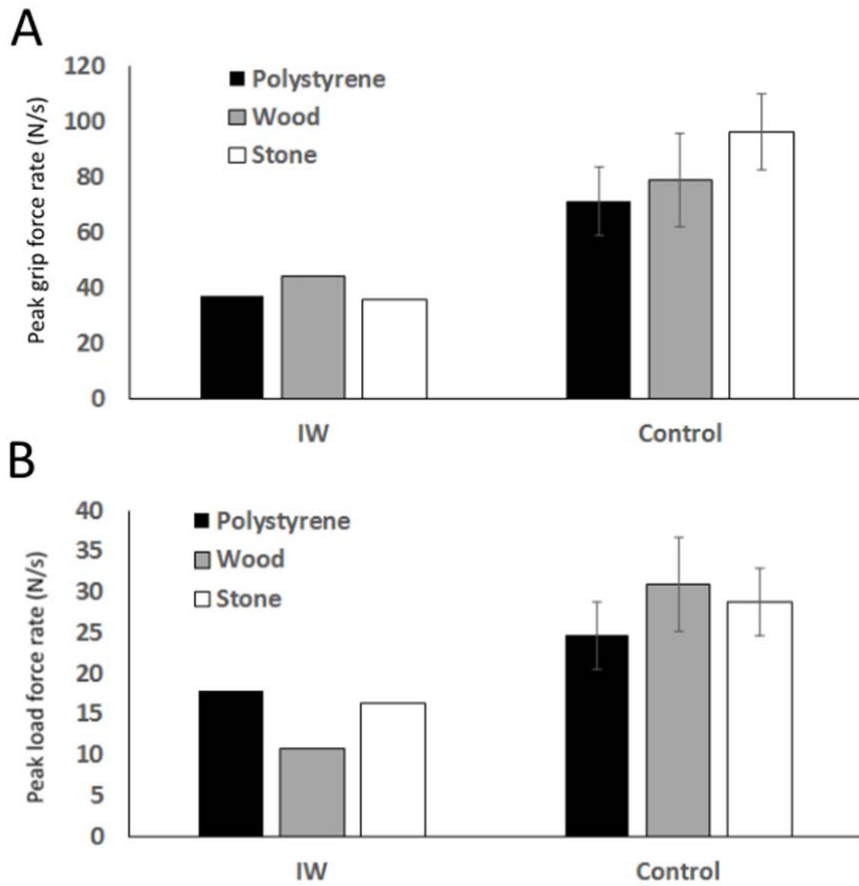 A
Peak grip force rate (N/s)
120
100
80
60
40
20
0
Polystyrene
Wood
Stone
IW
Control
B
Peak load force rate (N/s)
40
35
30
25
20
15
10
5
0
Polystyrene
Wood
Stone
IW
Control